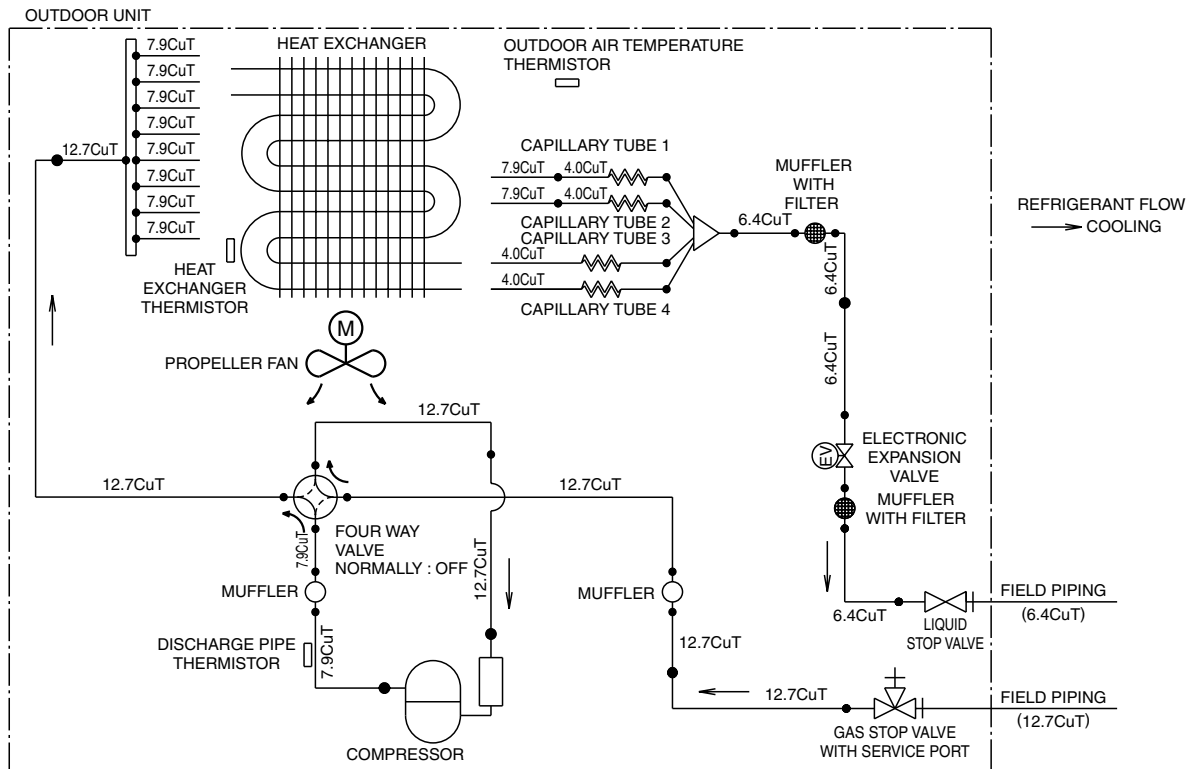 OUTDOOR UNIT
7.9CuT
7.9CuT
7.9CuT
7.9CuT
7.9CuT
7.9CuT
7.9CuT
7.9CuT
12.7CuT
HEAT EXCHANGER
OUTDOOR AIR TEMPERATURE
THERMISTOR
HEAT
EXCHANGER
THERMISTOR
CAPILLARY TUBE 1
7.9CuT
4.0CuT
7.9CuT
4.0CuT
CAPILLARY TUBE 2
CAPILLARY TUBE 3
4.0CuT
4.0CuT
CAPILLARY TUBE 4
MUFFLER
WITH
FILTER
6.4CuT
6.4CuT
6.4CuT
REFRIGERANT FLOW
COOLING
M
PROPELLER FAN
12.7CuT
12.7CuT
12.7CuT
EV
ELECTRONIC
EXPANSION
VALVE
MUFFLER
WITH FILTER
FOUR WAY
VALVE
NORMALLY : OFF
7.9CuT
12.7CuT
MUFFLER
MUFFLER
DISCHARGE PIPE
THERMISTOR
7.9CuT
COMPRESSOR
12.7CuT
6.4CuT
LIQUID
STOP VALVE
FIELD PIPING
(6.4CuT)
12.7CuT
GAS STOP VALVE
WITH SERVICE PORT
FIELD PIPING
(12.7CuT)